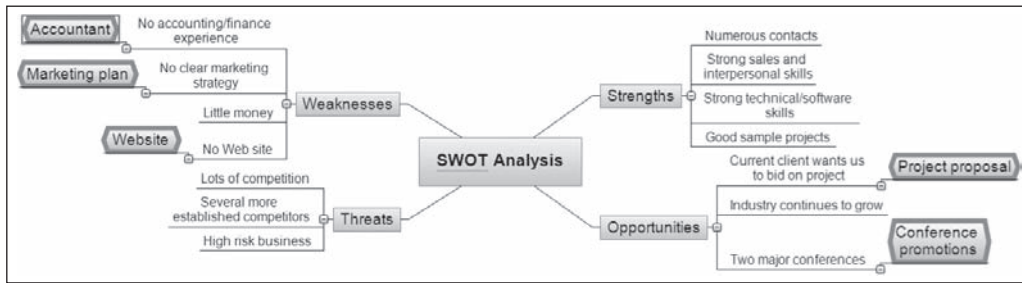 Accountant
No accounting/finance
experience
Marketing plan
No clear marketing
strategy
Little money
Website
No Web site
Weaknesses
Lots of competition
Several more
established competitors
High risk business
Threats
SWOT Analysis
Strengths
Numerous contacts
Strong sales and
interpersonal skills
Strong technical/software
skills
Good sample projects
Opportunities
Current client wants us
to bid on project
Project proposal
Industry continues to grow
Two major conferences
Conference
promotions